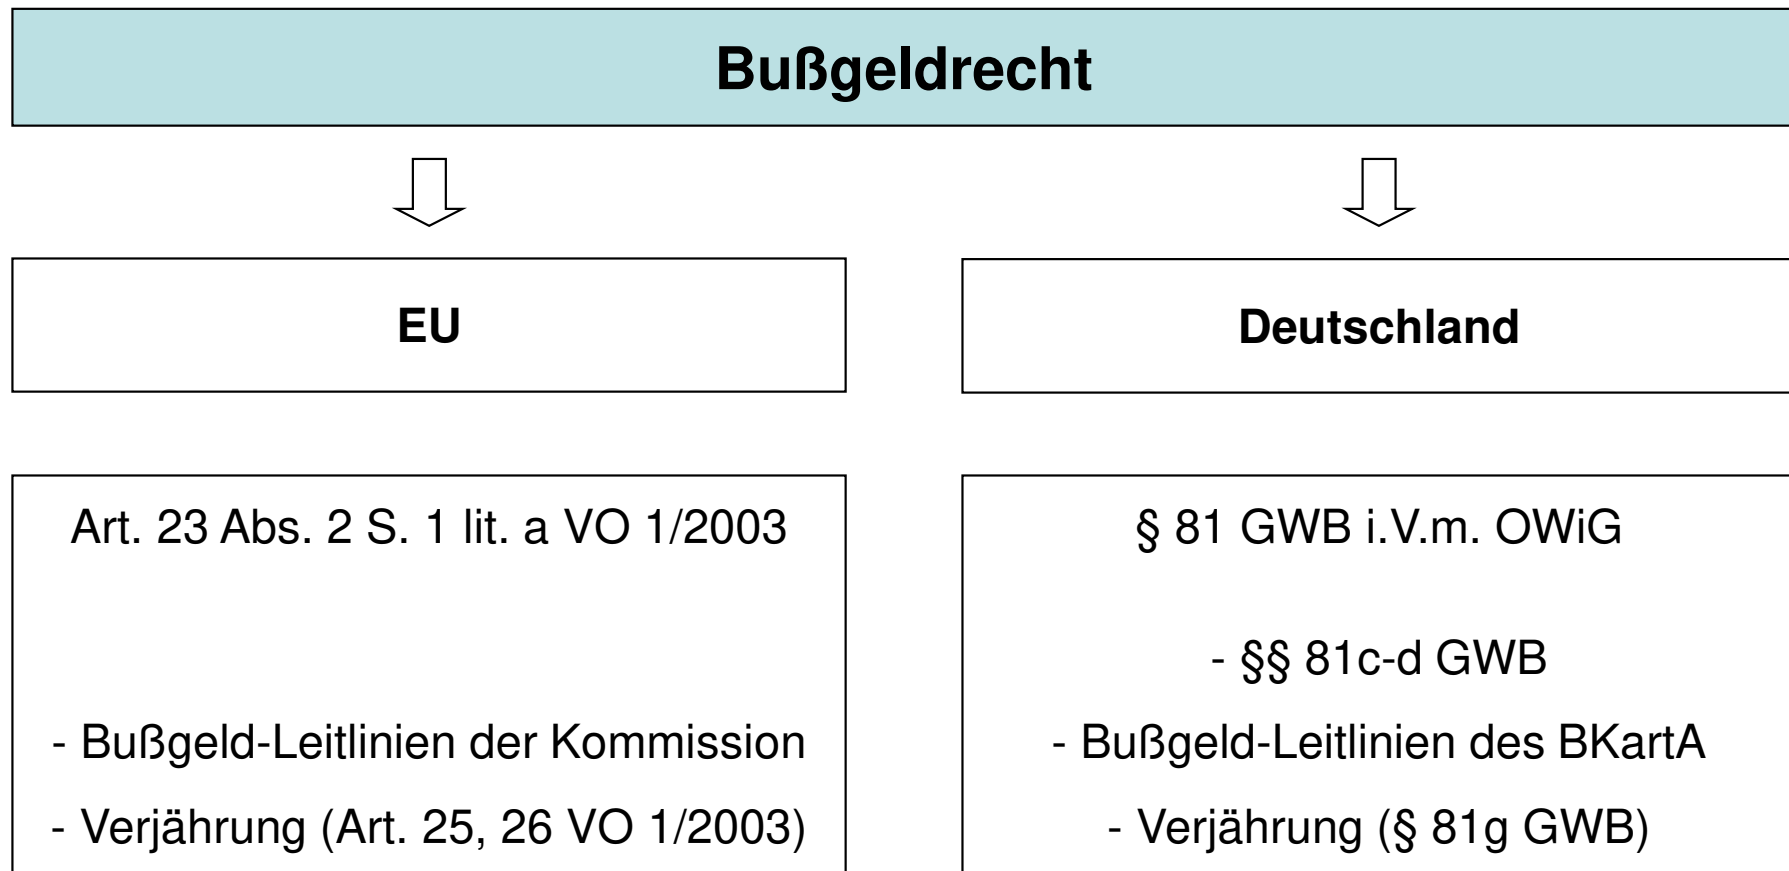 Bußgeldrecht
EU
Art. 23 Abs. 2 S. 1 lit. a VO 1/2003
- Bußgeld-Leitlinien der Kommission
- Verjährung (Art. 25, 26 VO 1/2003)
Deutschland
§ 81 GWB i.V.m. OWiG
- §§ 81c-d GWB
- Bußgeld-Leitlinien des BKartA
- Verjährung (§ 81g GWB)